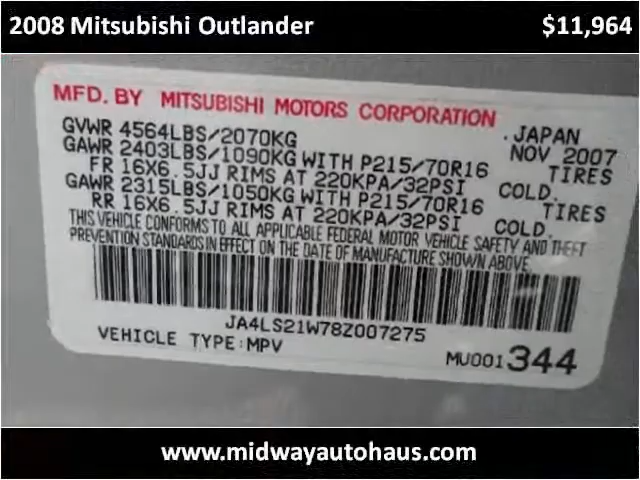 2008 Mitsubishi Outlander $11,964
MFD. BY MITSUBISHI MOTORS CORPORATION
GVWR 4564LBS/2070KG . JAPAN
GAWR 2403LBS/1090KG WITH P215/70R16 NOV 2007 TIRES
FR 16X6.5JJ RIMS AT 220KPA/32PSI COLD.
GAWR 2315LBS/1050KG WITH P215/70R16 TIRES
RR 16X6.5JJ RIMS AT 220KPA/32PSI COLD.
THIS VEHICLE CONFORMS TO ALL APPLICABLE FEDERAL MOTOR VEHICLE SAFETY AND THEFT
PREVENTION STANDARDS IN EFFECT ON THE DATE OF MANUFACTURE SHOWN ABOVE.
JA4LS21W78Z007275
VEHICLE TYPE:MPV MU001344
www.midwayautohaus.com